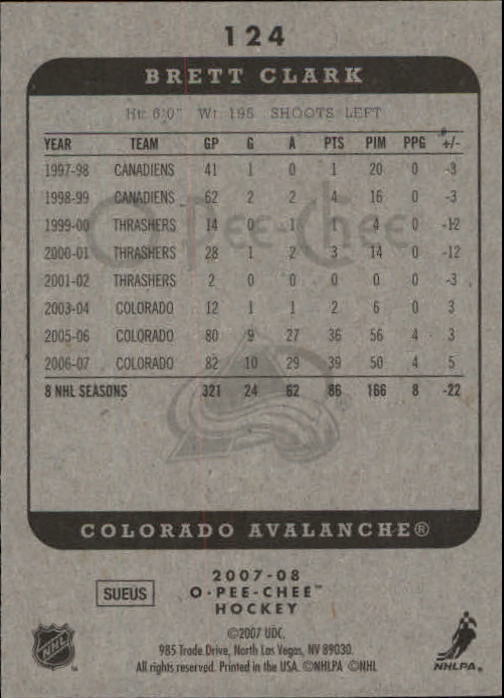 124
BRETT CLARK
Ht: 6'0" Wt: 195 SHOOTS LEFT
YEAR TEAM GP G A PTS PIM PPG +/-
1997-98 CANADIENS 41 1 0 1 20 0 -3
1998-99 CANADIENS 62 2 2 4 16 0 -3
1999-00 THRASHERS 14 0 1 1 4 0 -12
2000-01 THRASHERS 28 1 2 3 14 0 -12
2001-02 THRASHERS 2 0 0 0 0 0 -3
2003-04 COLORADO 12 1 1 2 6 0 3
2005-06 COLORADO 80 9 27 36 56 4 3
2006-07 COLORADO 82 10 29 39 50 4 5
8 NHL SEASONS 321 24 62 86 166 8 -22
O-Pee-Chee
COLORADO AVALANCHE®
2007-08
SUEUS O-PEE-CHEE™
HOCKEY
©2007 UDC.
985 Trade Drive, North Las Vegas, NV 89030.
All rights reserved. Printed in the USA. ©NHLPA ©NHL
NHL
NHLPA®